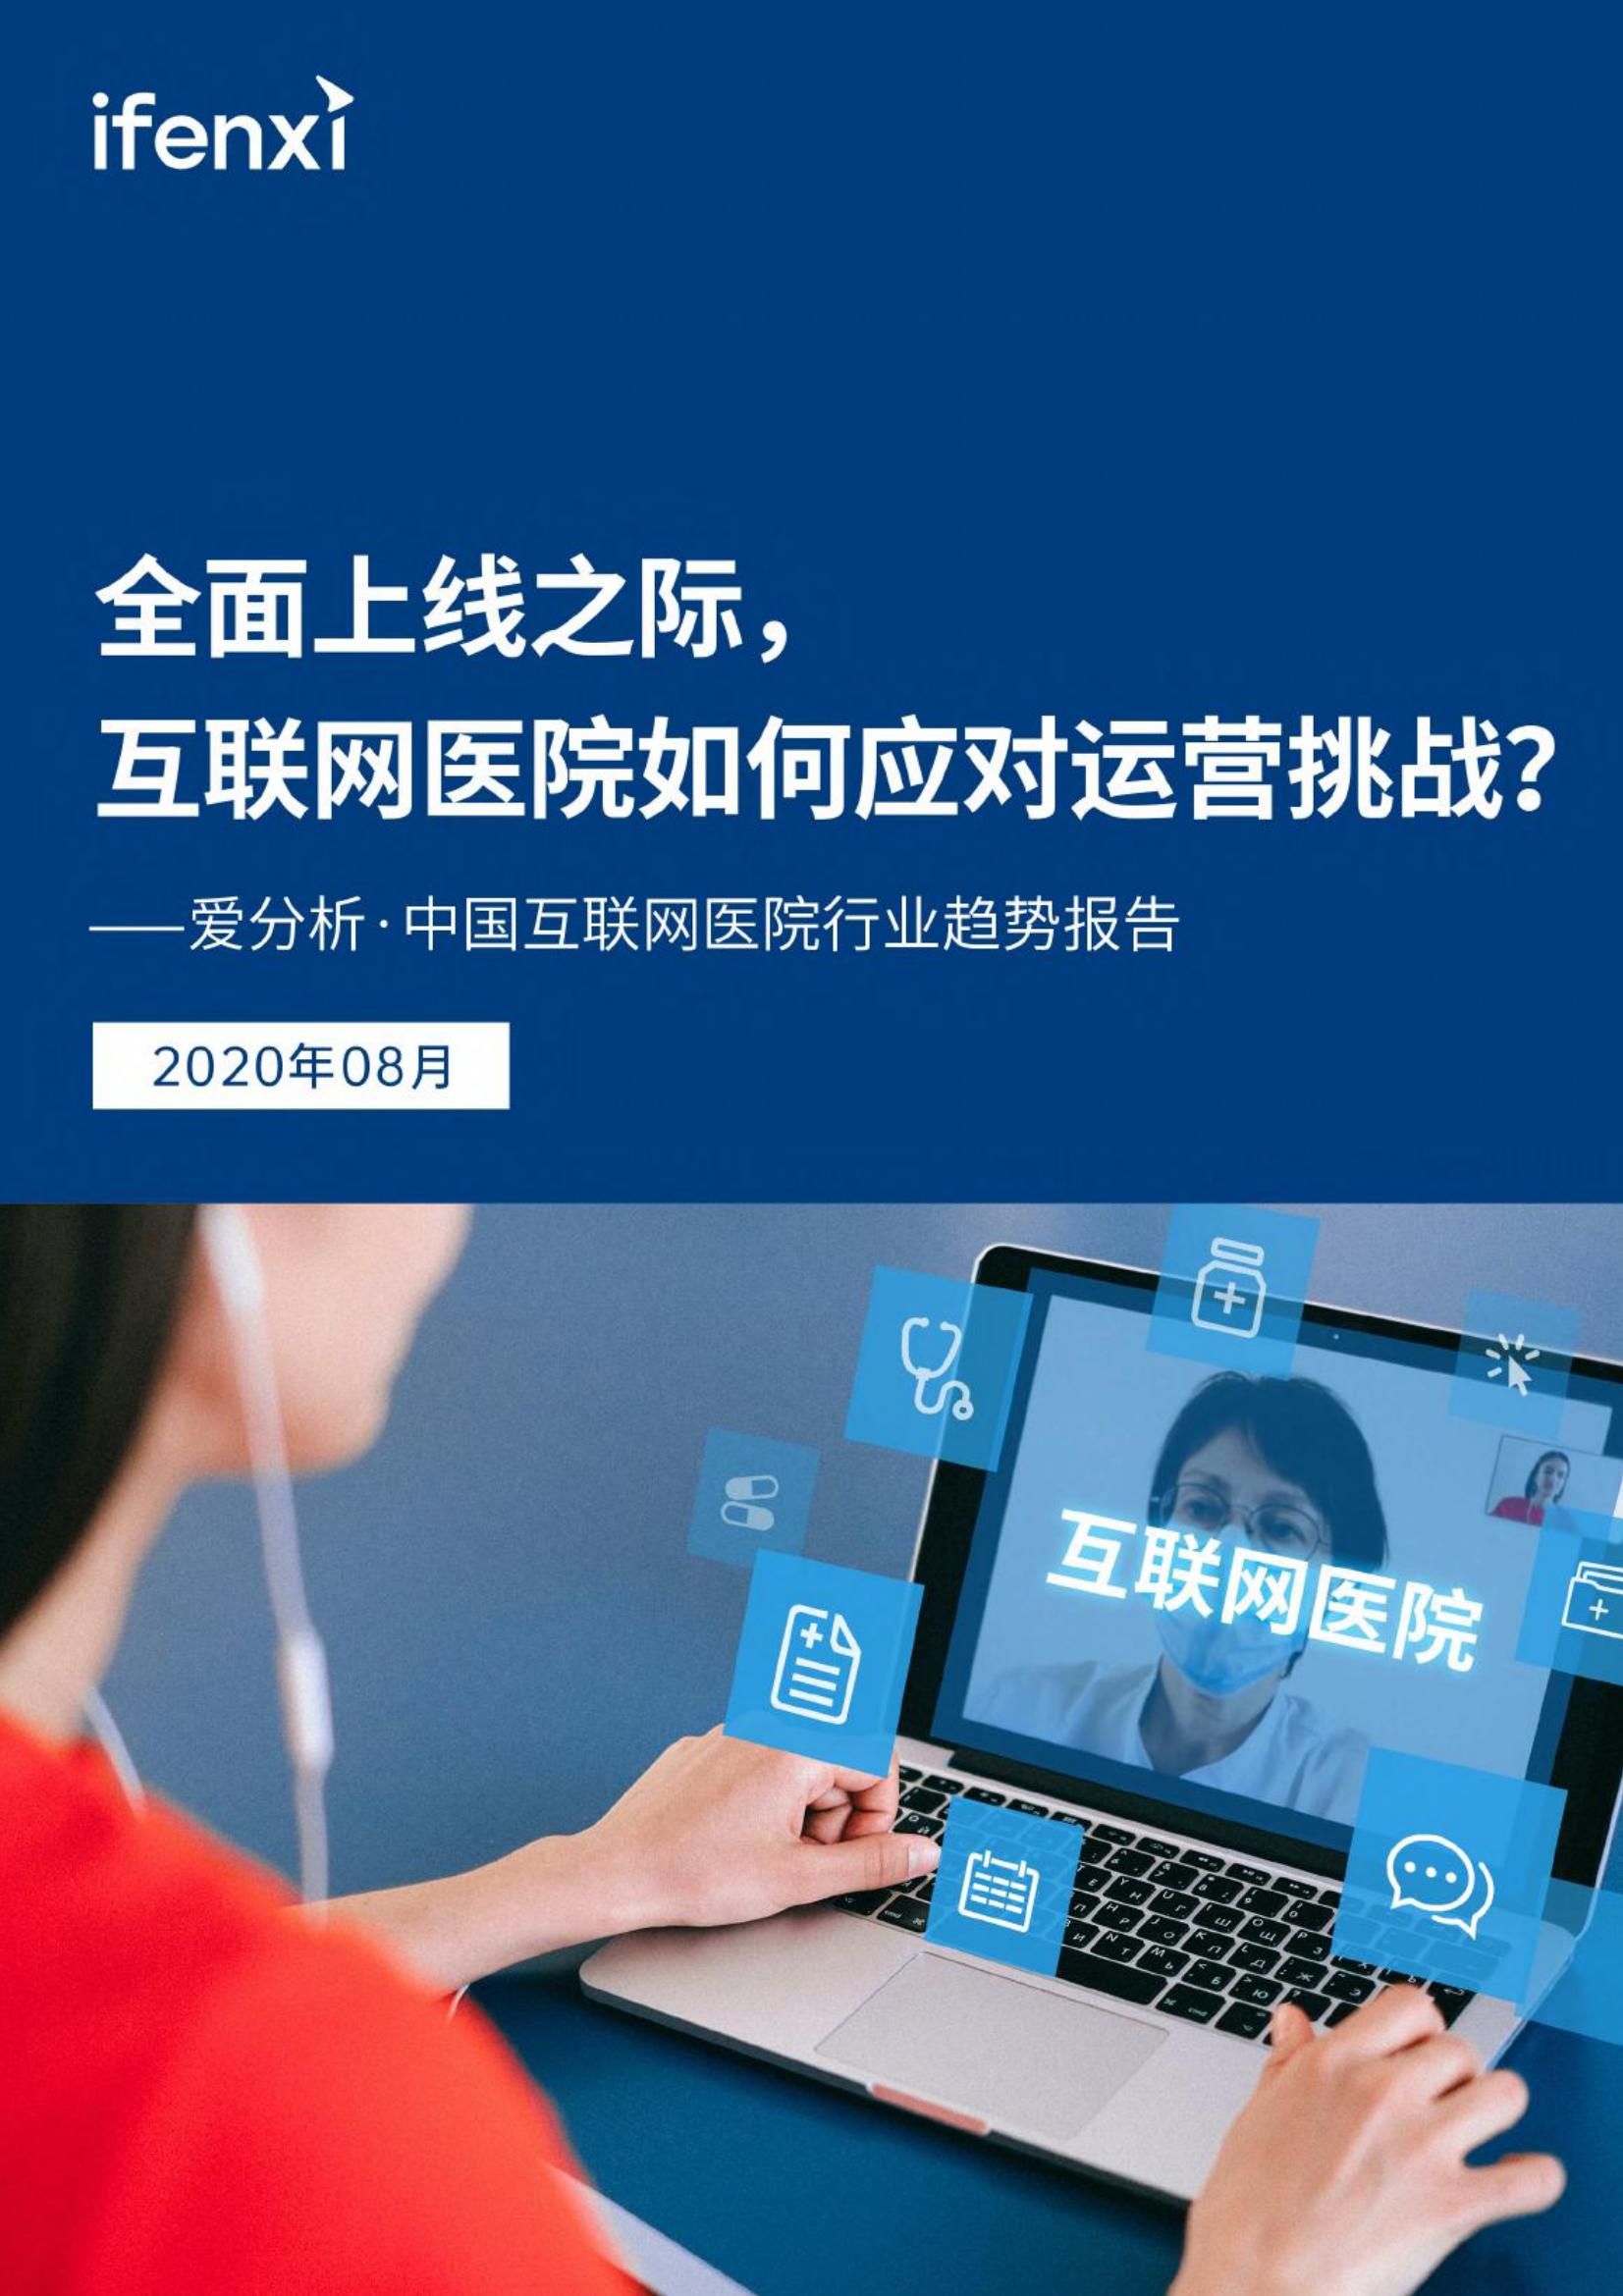 ifenxi
全面上线之际，
互联网医院如何应对运营挑战？
——爱分析·中国互联网医院行业趋势报告
2020年08月
互联网医院